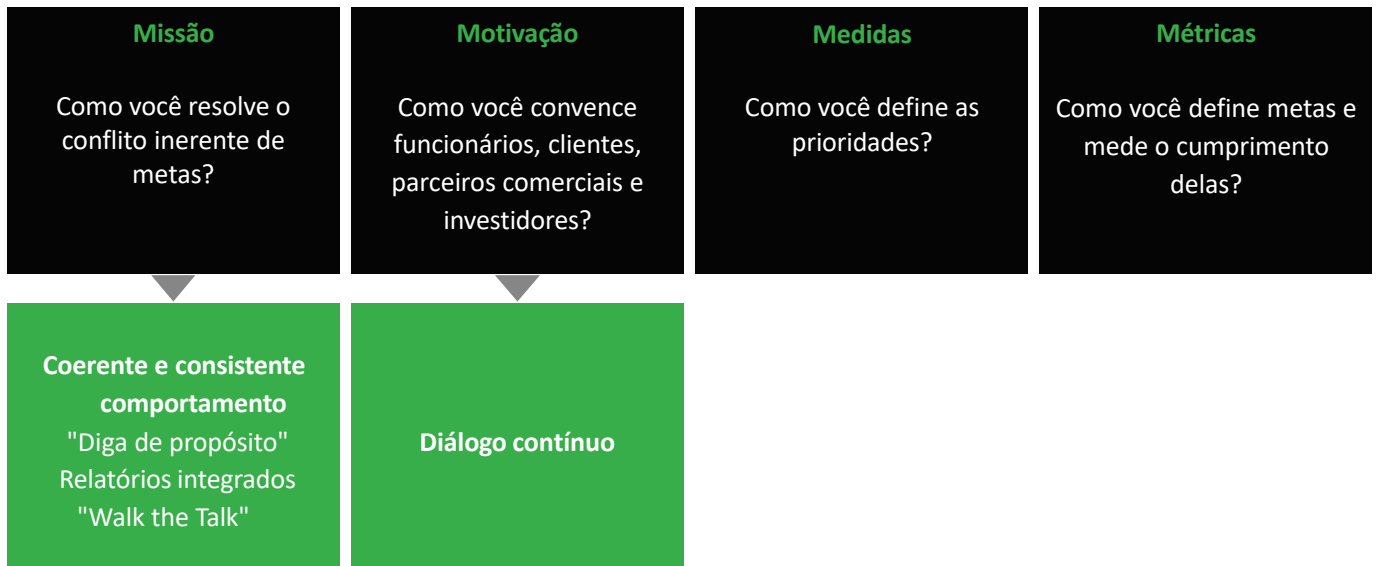 Missão
Como você resolve o
conflito inerente de
metas?
Motivação
Como você convence
funcionários, clientes,
parceiros comerciais e
investidores?
Medidas
Como você define as
prioridades?
Métricas
Como você define metas e
mede o cumprimento
delas?
Coerente e consistente
comportamento
"Diga de propósito"
Relatórios integrados
"Walk the Talk"
Diálogo contínuo